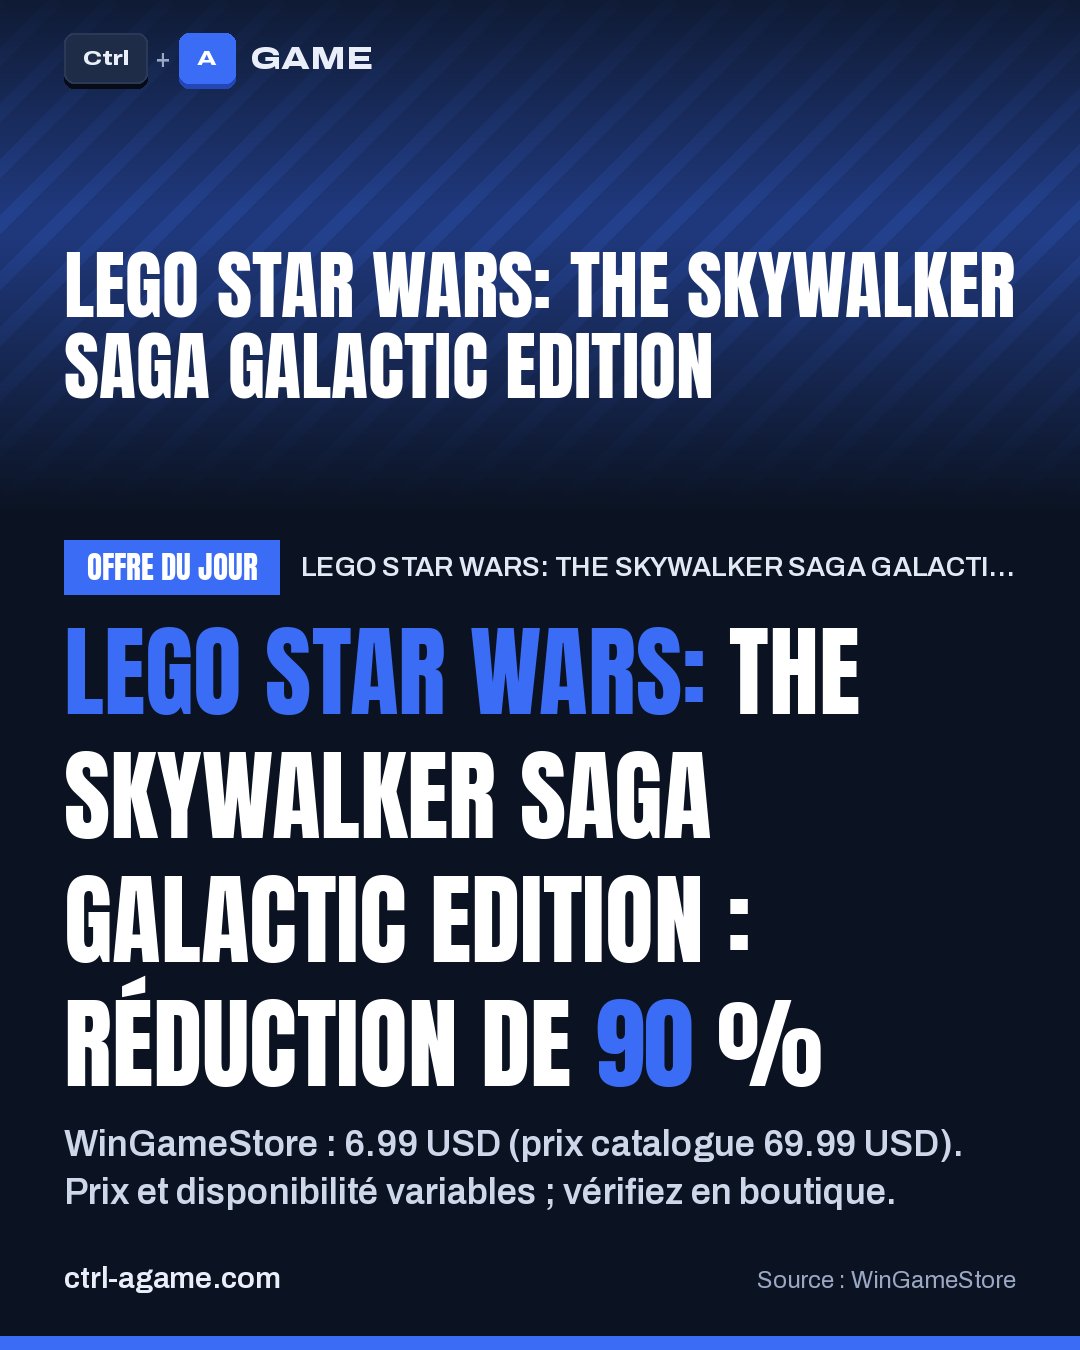 Ctrl + A GAME
LEGO STAR WARS: THE SKYWALKER
SAGA GALACTIC EDITION
OFFRE DU JOUR LEGO STAR WARS: THE SKYWALKER SAGA GALACTI...
LEGO STAR WARS: THE
SKYWALKER SAGA
GALACTIC EDITION :
RÉDUCTION DE 90 %
WinGameStore : 6.99 USD (prix catalogue 69.99 USD).
Prix et disponibilité variables ; vérifiez en boutique.
ctrl-agame.com Source : WinGameStore